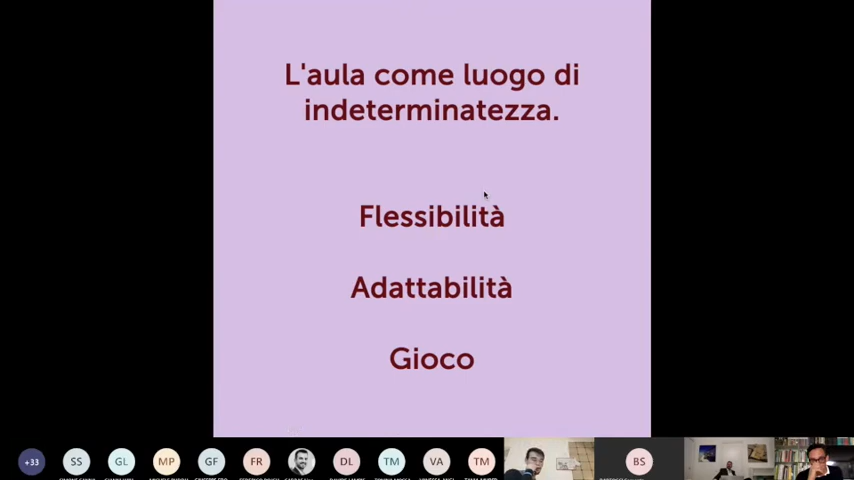 L'aula come luogo di
indeterminatezza.
Flessibilità
Adattabilità
Gioco
+33
SS
GL
MP
GF
FR
DL
TM
VA
TM
BS